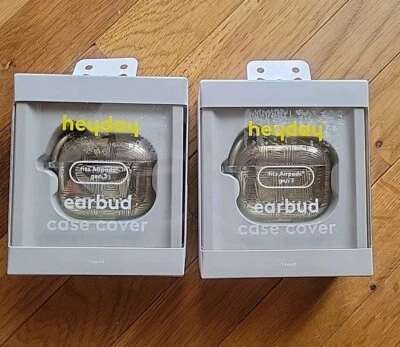 heyday
fits Airpods®
gen 3
earbud
case cover
heyday
fits Airpods®
gen 3
earbud
case cover